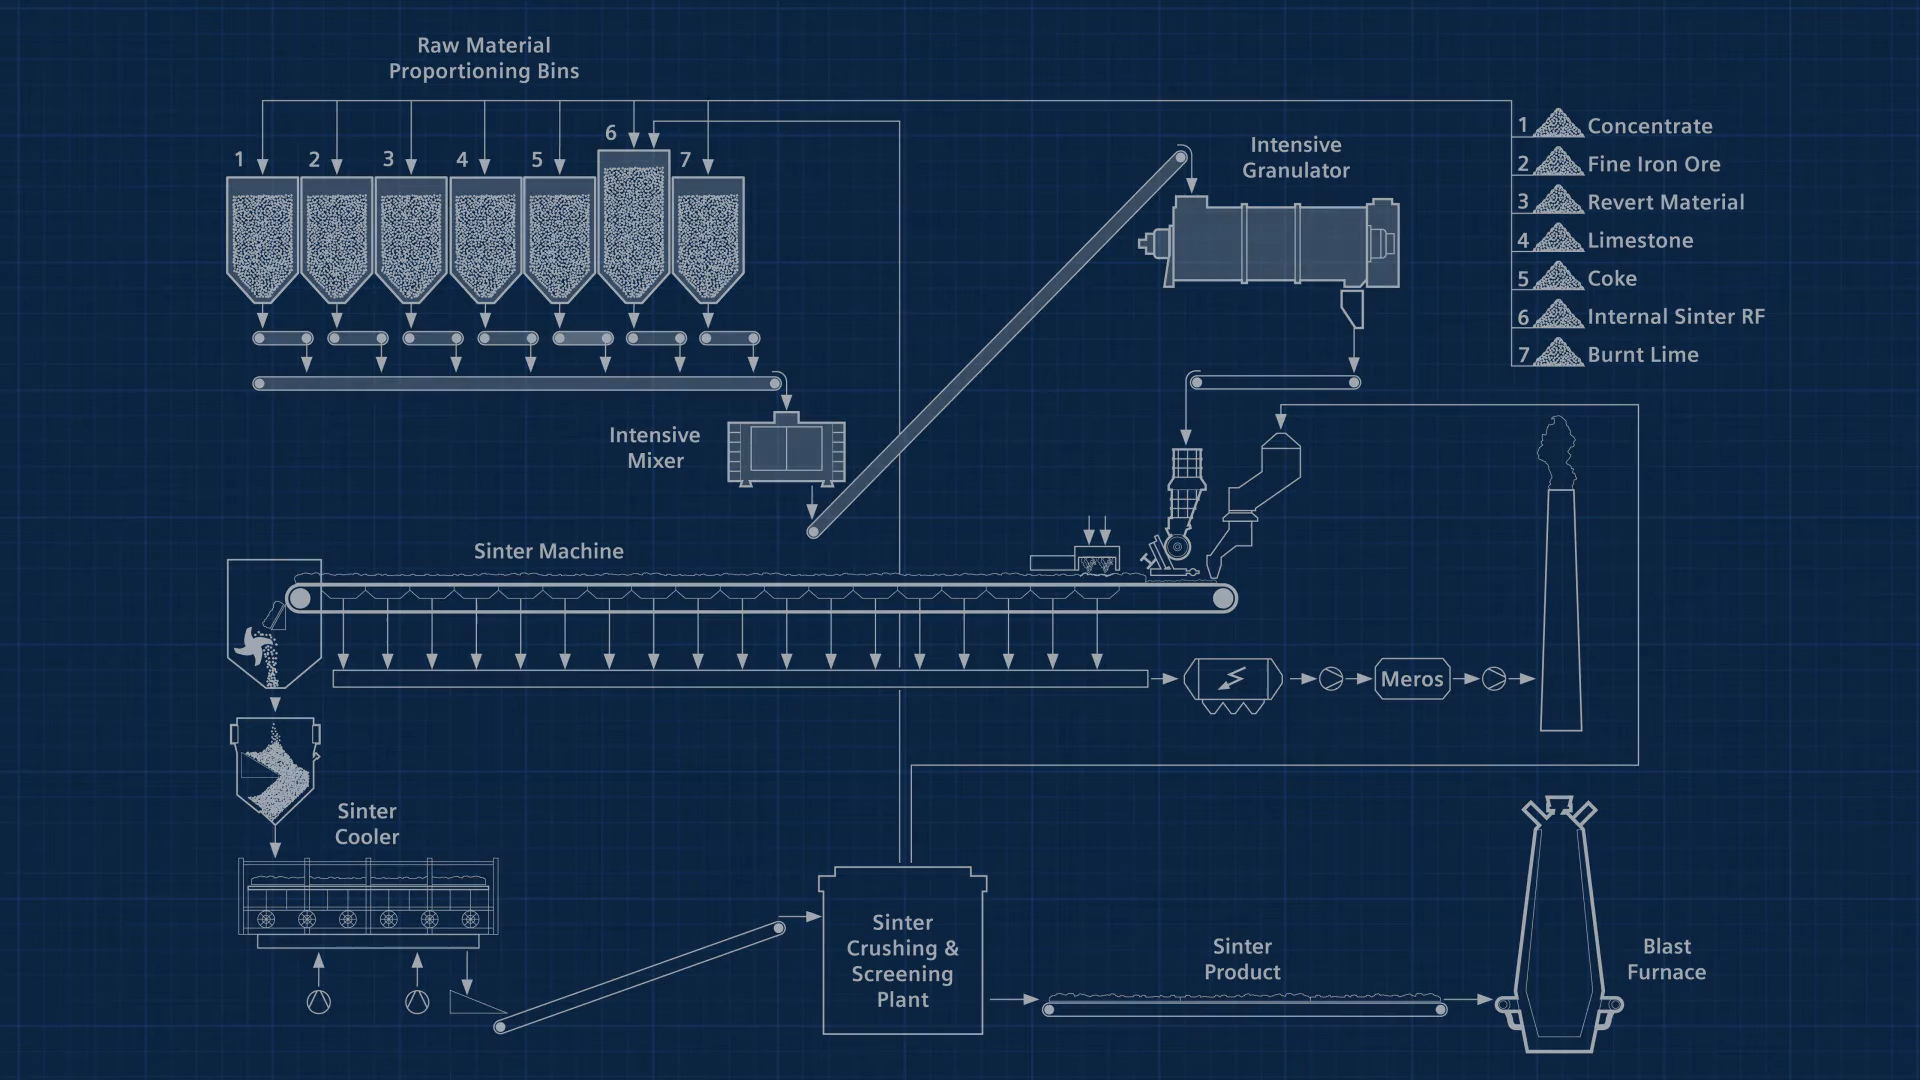 Raw Material
Proportioning Bins
1
2
3
4
5
6
7
Intensive
Granulator
1 Concentrate
2 Fine Iron Ore
3 Revert Material
4 Limestone
5 Coke
6 Internal Sinter RF
7 Burnt Lime
Intensive
Mixer
Sinter Machine
Meros
Sinter
Cooler
Sinter
Crushing &
Screening
Plant
Sinter
Product
Blast
Furnace